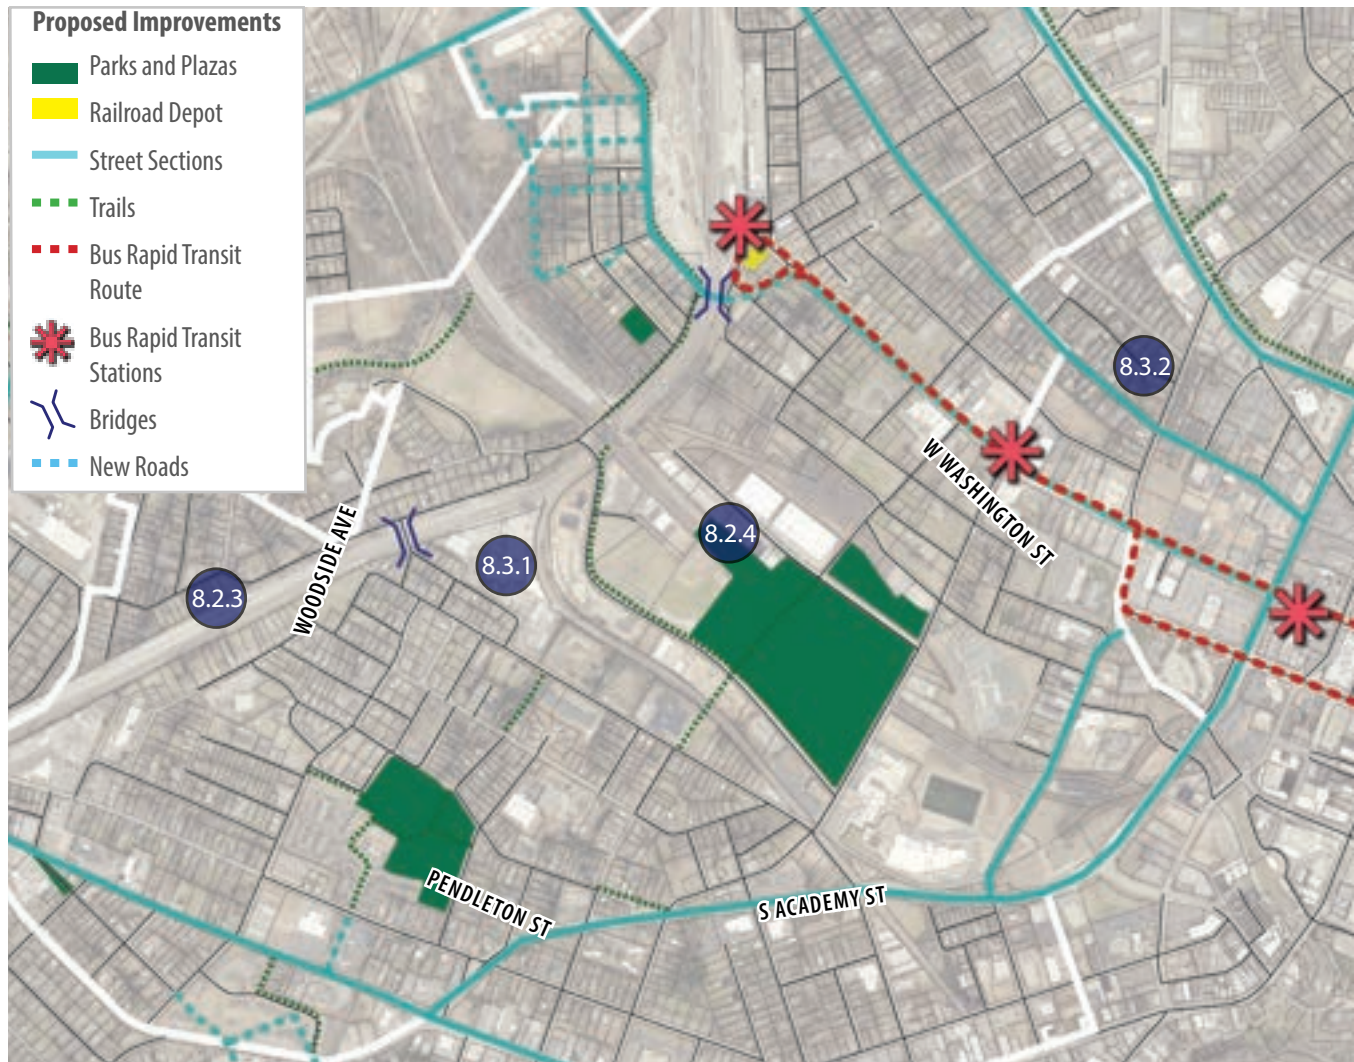 Proposed Improvements
Parks and Plazas
Railroad Depot
Street Sections
Trails
Bus Rapid Transit
Route
Bus Rapid Transit
Stations
Bridges
New Roads
8.3.2
W WASHINGTON ST
8.2.4
WOODSIDE AVE
8.3.1
8.2.3
PENDLETON ST
S ACADEMY ST